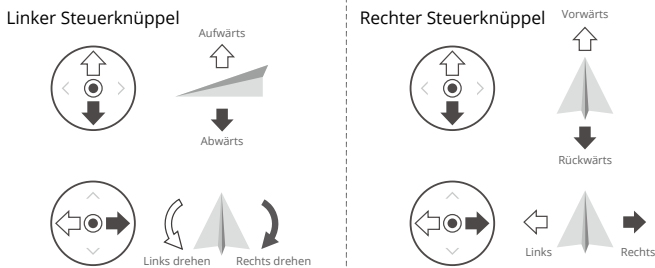 Linker Steuerknüppel
Aufwärts
Abwärts
Links drehen
Rechts drehen
Rechter Steuerknüppel
Vorwärts
Rückwärts
Links
Rechts